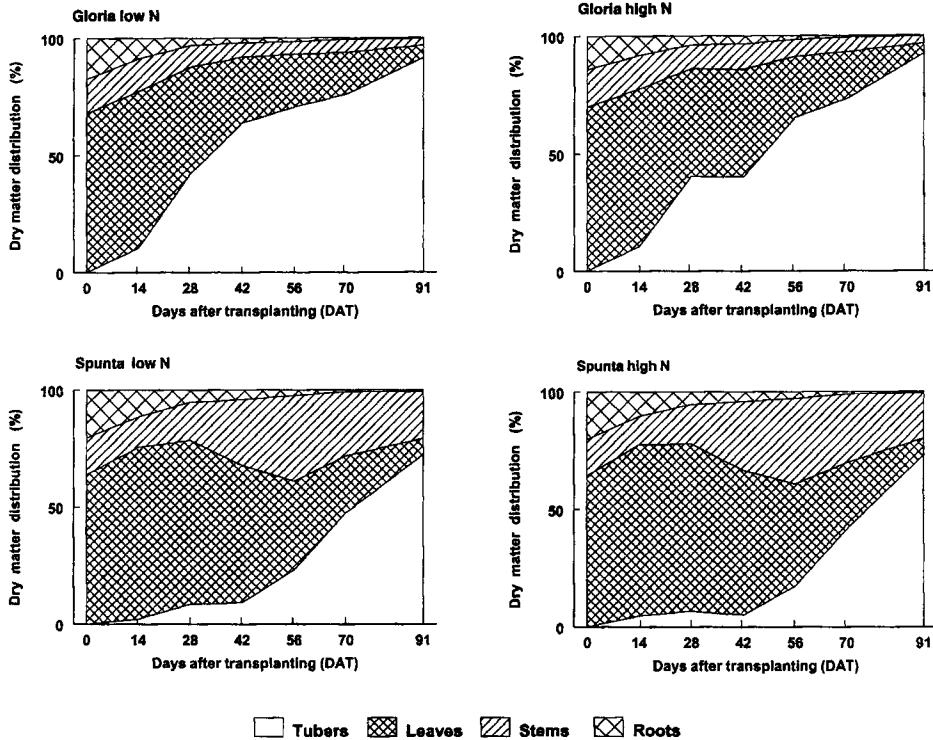 Gloria low N
Dry matter distribution (%)
100
50
0
0 14 28 42 56 70 91
Days after transplanting (DAT)
Gloria high N
Dry matter distribution (%)
100
50
0
0 14 28 42 56 70 91
Days after transplanting (DAT)
Spunta low N
Dry matter distribution (%)
100
50
0
0 14 28 42 56 70 91
Days after transplanting (DAT)
Spunta high N
Dry matter distribution (%)
100
50
0
0 14 28 42 56 70 91
Days after transplanting (DAT)
Tubers Leaves Stems Roots